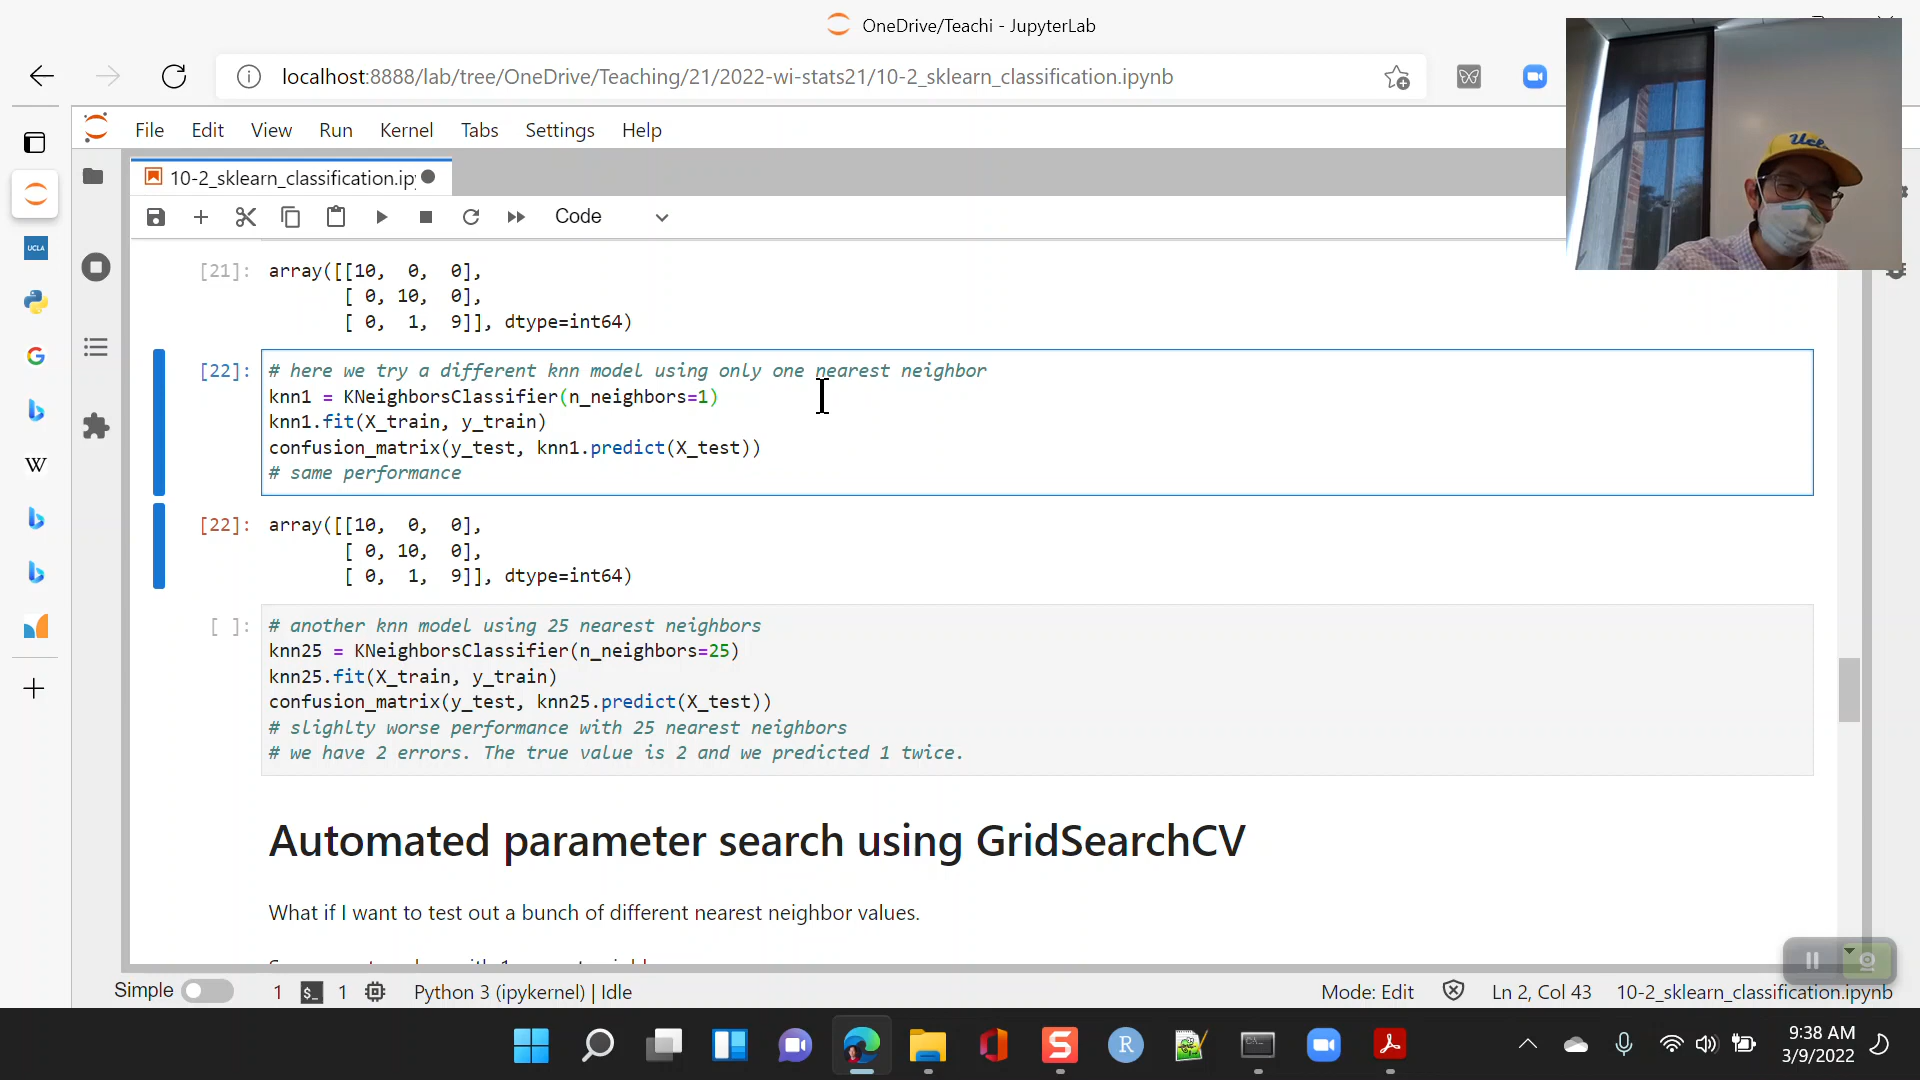 OneDrive/Teachi - JupyterLab
localhost:8888/lab/tree/OneDrive/Teaching/21/2022-wi-stats21/10-2_sklearn_classification.ipynb
File Edit View Run Kernel Tabs Settings Help
UCLA
10-2_sklearn_classification.ipy
Code
[21]: array([[10,  0,  0],
[ 0, 10,  0],
[ 0,  1,  9]], dtype=int64)
[22]: # here we try a different knn model using only one nearest neighbor
knn1 = KNeighborsClassifier(n_neighbors=1)
knn1.fit(X_train, y_train)
confusion_matrix(y_test, knn1.predict(X_test))
# same performance
[22]: array([[10,  0,  0],
[ 0, 10,  0],
[ 0,  1,  9]], dtype=int64)
[ ]: # another knn model using 25 nearest neighbors
knn25 = KNeighborsClassifier(n_neighbors=25)
knn25.fit(X_train, y_train)
confusion_matrix(y_test, knn25.predict(X_test))
# slighlty worse performance with 25 nearest neighbors
# we have 2 errors. The true value is 2 and we predicted 1 twice.
Automated parameter search using GridSearchCV
What if I want to test out a bunch of different nearest neighbor values.
Simple 1 1 Python 3 (ipykernel) | Idle Mode: Edit Ln 2, Col 43 10-2_sklearn_classification.ipynb
9:38 AM
3/9/2022